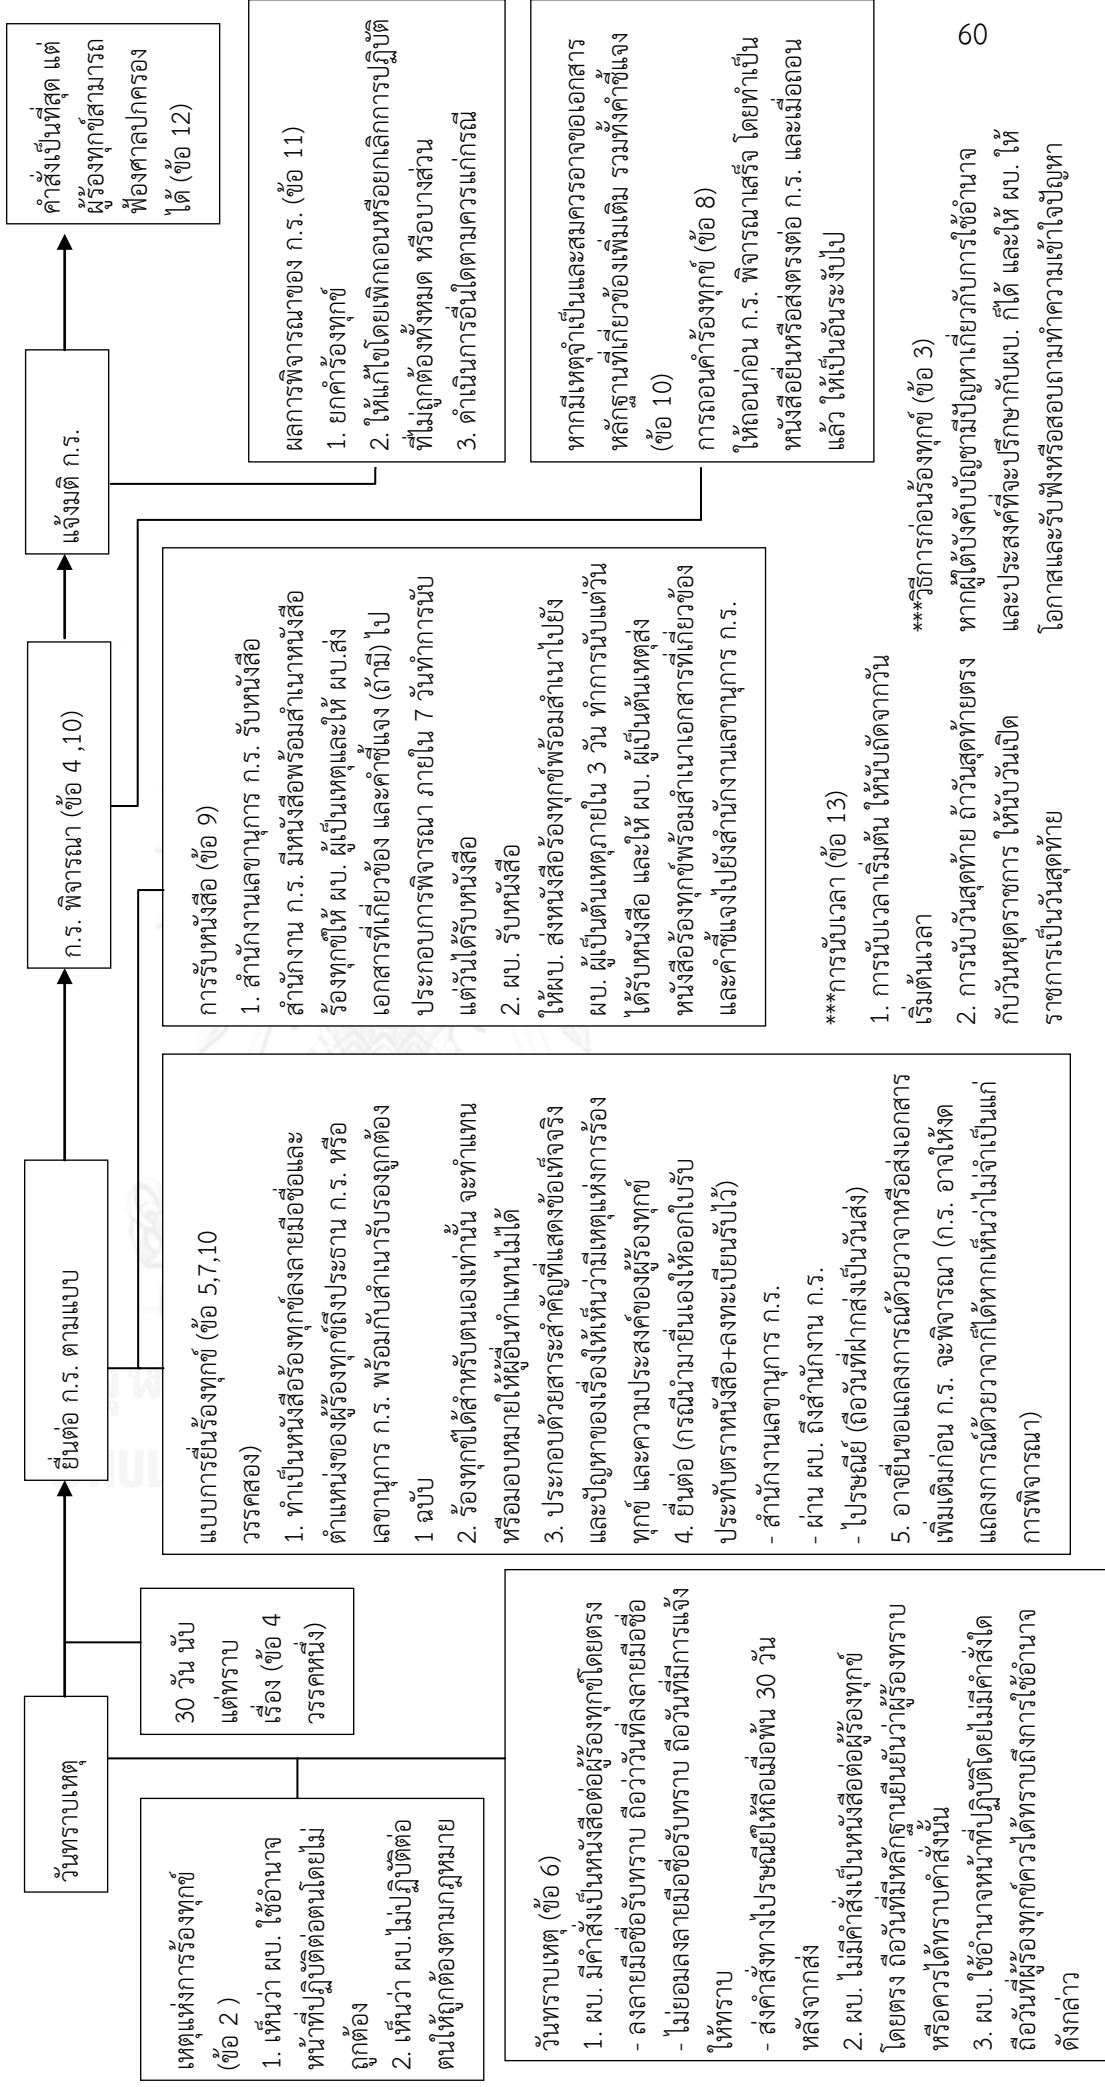 60
วันทราบเหตุ
ยื่นต่อ ก.ร. ตามแบบ
ก.ร. พิจารณา (ข้อ 4 ,10)
แจ้งมติ ก.ร.
คำสั่งเป็นที่สุด แต่
ผู้ร้องทุกข์สามารถ
ฟ้องศาลปกครอง
ได้ (ข้อ 12)
เหตุแห่งการร้องทุกข์
(ข้อ 2 )
1. เห็นว่า ผบ. ใช้อำนาจ
หน้าที่ปฏิบัติต่อตนโดยไม่
ถูกต้อง
2. เห็นว่า ผบ.ไม่ปฏิบัติต่อ
ตนให้ถูกต้องตามกฎหมาย
30 วัน นับ
แต่ทราบ
เรื่อง (ข้อ 4
วรรคหนึ่ง)
วันทราบเหตุ (ข้อ 6)
1. ผบ. มีคำสั่งเป็นหนังสือต่อผู้ร้องทุกข์โดยตรง
- ลงลายมือชื่อรับทราบ ถือว่าวันที่ลงลายมือชื่อ
- ไม่ยอมลงลายมือชื่อรับทราบ ถือวันที่มีการแจ้ง
ให้ทราบ
- ส่งคำสั่งทางไปรษณีย์ให้ถือเมื่อพ้น 30 วัน
หลังจากส่ง
2. ผบ. ไม่มีคำสั่งเป็นหนังสือต่อผู้ร้องทุกข์
โดยตรง ถือวันที่มีหลักฐานยืนยันว่าผู้ร้องทราบ
หรือควรได้ทราบคำสั่งนั้น
3. ผบ. ใช้อำนาจหน้าที่ปฏิบัติโดยไม่มีคำสั่งใด
ถือวันที่ผู้ร้องทุกข์ควรได้ทราบถึงการใช้อำนาจ
ดังกล่าว
แบบการยื่นร้องทุกข์ (ข้อ 5,7,10
วรรคสอง)
1. ทำเป็นหนังสือร้องทุกข์ลงลายมือชื่อและ
ตำแหน่งของผู้ร้องทุกข์ถึงประธาน ก.ร. หรือ
เลขานุการ ก.ร. พร้อมกับสำเนารับรองถูกต้อง
1 ฉบับ
2. ร้องทุกข์ได้สำหรับตนเองเท่านั้น จะทำแทน
หรือมอบหมายให้ผู้อื่นทำแทนไม่ได้
3. ประกอบด้วยสาระสำคัญที่แสดงข้อเท็จจริง
และปัญหาของเรื่องให้เห็นว่ามีเหตุแห่งการร้อง
ทุกข์ และความประสงค์ของผู้ร้องทุกข์
4. ยื่นต่อ (กรณีนำมายื่นเองให้ออกใบรับ
ประทับตราหนังสือ+ลงทะเบียนรับไว้)
- สำนักงานเลขานุการ ก.ร.
- ผ่าน ผบ. ถึงสำนักงาน ก.ร.
- ไปรษณีย์ (ถือวันที่ฝากส่งเป็นวันส่ง)
5. อาจยื่นขอแถลงการณ์ด้วยวาจาหรือส่งเอกสาร
เพิ่มเติมก่อน ก.ร. จะพิจารณา (ก.ร. อาจให้งด
แถลงการณ์ด้วยวาจาก็ได้หากเห็นว่าไม่จำเป็นแก่
การพิจารณา)
การรับหนังสือ (ข้อ 9)
1. สำนักงานเลขานุการ ก.ร. รับหนังสือ
สำนักงาน ก.ร. มีหนังสือพร้อมสำเนาหนังสือ
ร้องทุกข์ให้ ผบ. ผู้เป็นเหตุและให้ ผบ.ส่ง
เอกสารที่เกี่ยวข้อง และคำชี้แจง (ถ้ามี) ไป
ประกอบการพิจารณา ภายใน 7 วันทำการนับ
แต่วันได้รับหนังสือ
2. ผบ. รับหนังสือ
ให้ผบ. ส่งหนังสือร้องทุกข์พร้อมสำเนาไปยัง
ผบ. ผู้เป็นต้นเหตุภายใน 3 วัน ทำการนับแต่วัน
ได้รับหนังสือ และให้ ผบ. ผู้เป็นต้นเหตุส่ง
หนังสือร้องทุกข์พร้อมสำเนาเอกสารที่เกี่ยวข้อง
และคำชี้แจงไปยังสำนักงานเลขานุการ ก.ร.
ผลการพิจารณาของ ก.ร. (ข้อ 11)
1. ยกคำร้องทุกข์
2. ให้แก้ไขโดยเพิกถอนหรือยกเลิกการปฏิบัติ
ที่ไม่ถูกต้องทั้งหมด หรือบางส่วน
3. ดำเนินการอื่นใดตามควรแก่กรณี
หากมีเหตุจำเป็นและสมควรอาจขอเอกสาร
หลักฐานที่เกี่ยวข้องเพิ่มเติม รวมทั้งคำชี้แจง
(ข้อ 10)
การถอนคำร้องทุกข์ (ข้อ 8)
ให้ถอนก่อน ก.ร. พิจารณาเสร็จ โดยทำเป็น
หนังสือยื่นหรือส่งตรงต่อ ก.ร. และเมื่อถอน
แล้ว ให้เป็นอันระงับไป
***การนับเวลา (ข้อ 13)
1. การนับเวลาเริ่มต้น ให้นับถัดจากวัน
เริ่มต้นเวลา
2. การนับวันสุดท้าย ถ้าวันสุดท้ายตรง
กับวันหยุดราชการ ให้นับวันเปิด
ราชการเป็นวันสุดท้าย
***วิธีการก่อนร้องทุกข์ (ข้อ 3)
หากผู้ใต้บังคับบัญชามีปัญหาเกี่ยวกับการใช้อำนาจ
และประสงค์ที่จะปรึกษากับผบ. ก็ได้ และให้ ผบ. ให้
โอกาสและรับฟังหรือสอบถามทำความเข้าใจปัญหา